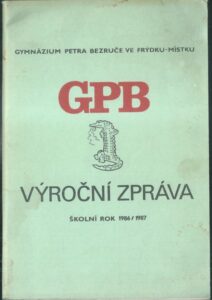 GYMNÁZIUM PETRA BEZRUČE VE FRÝDKU-MÍSTKU
GPB
VÝROČNÍ ZPRÁVA
ŠKOLNÍ ROK 1986/1987